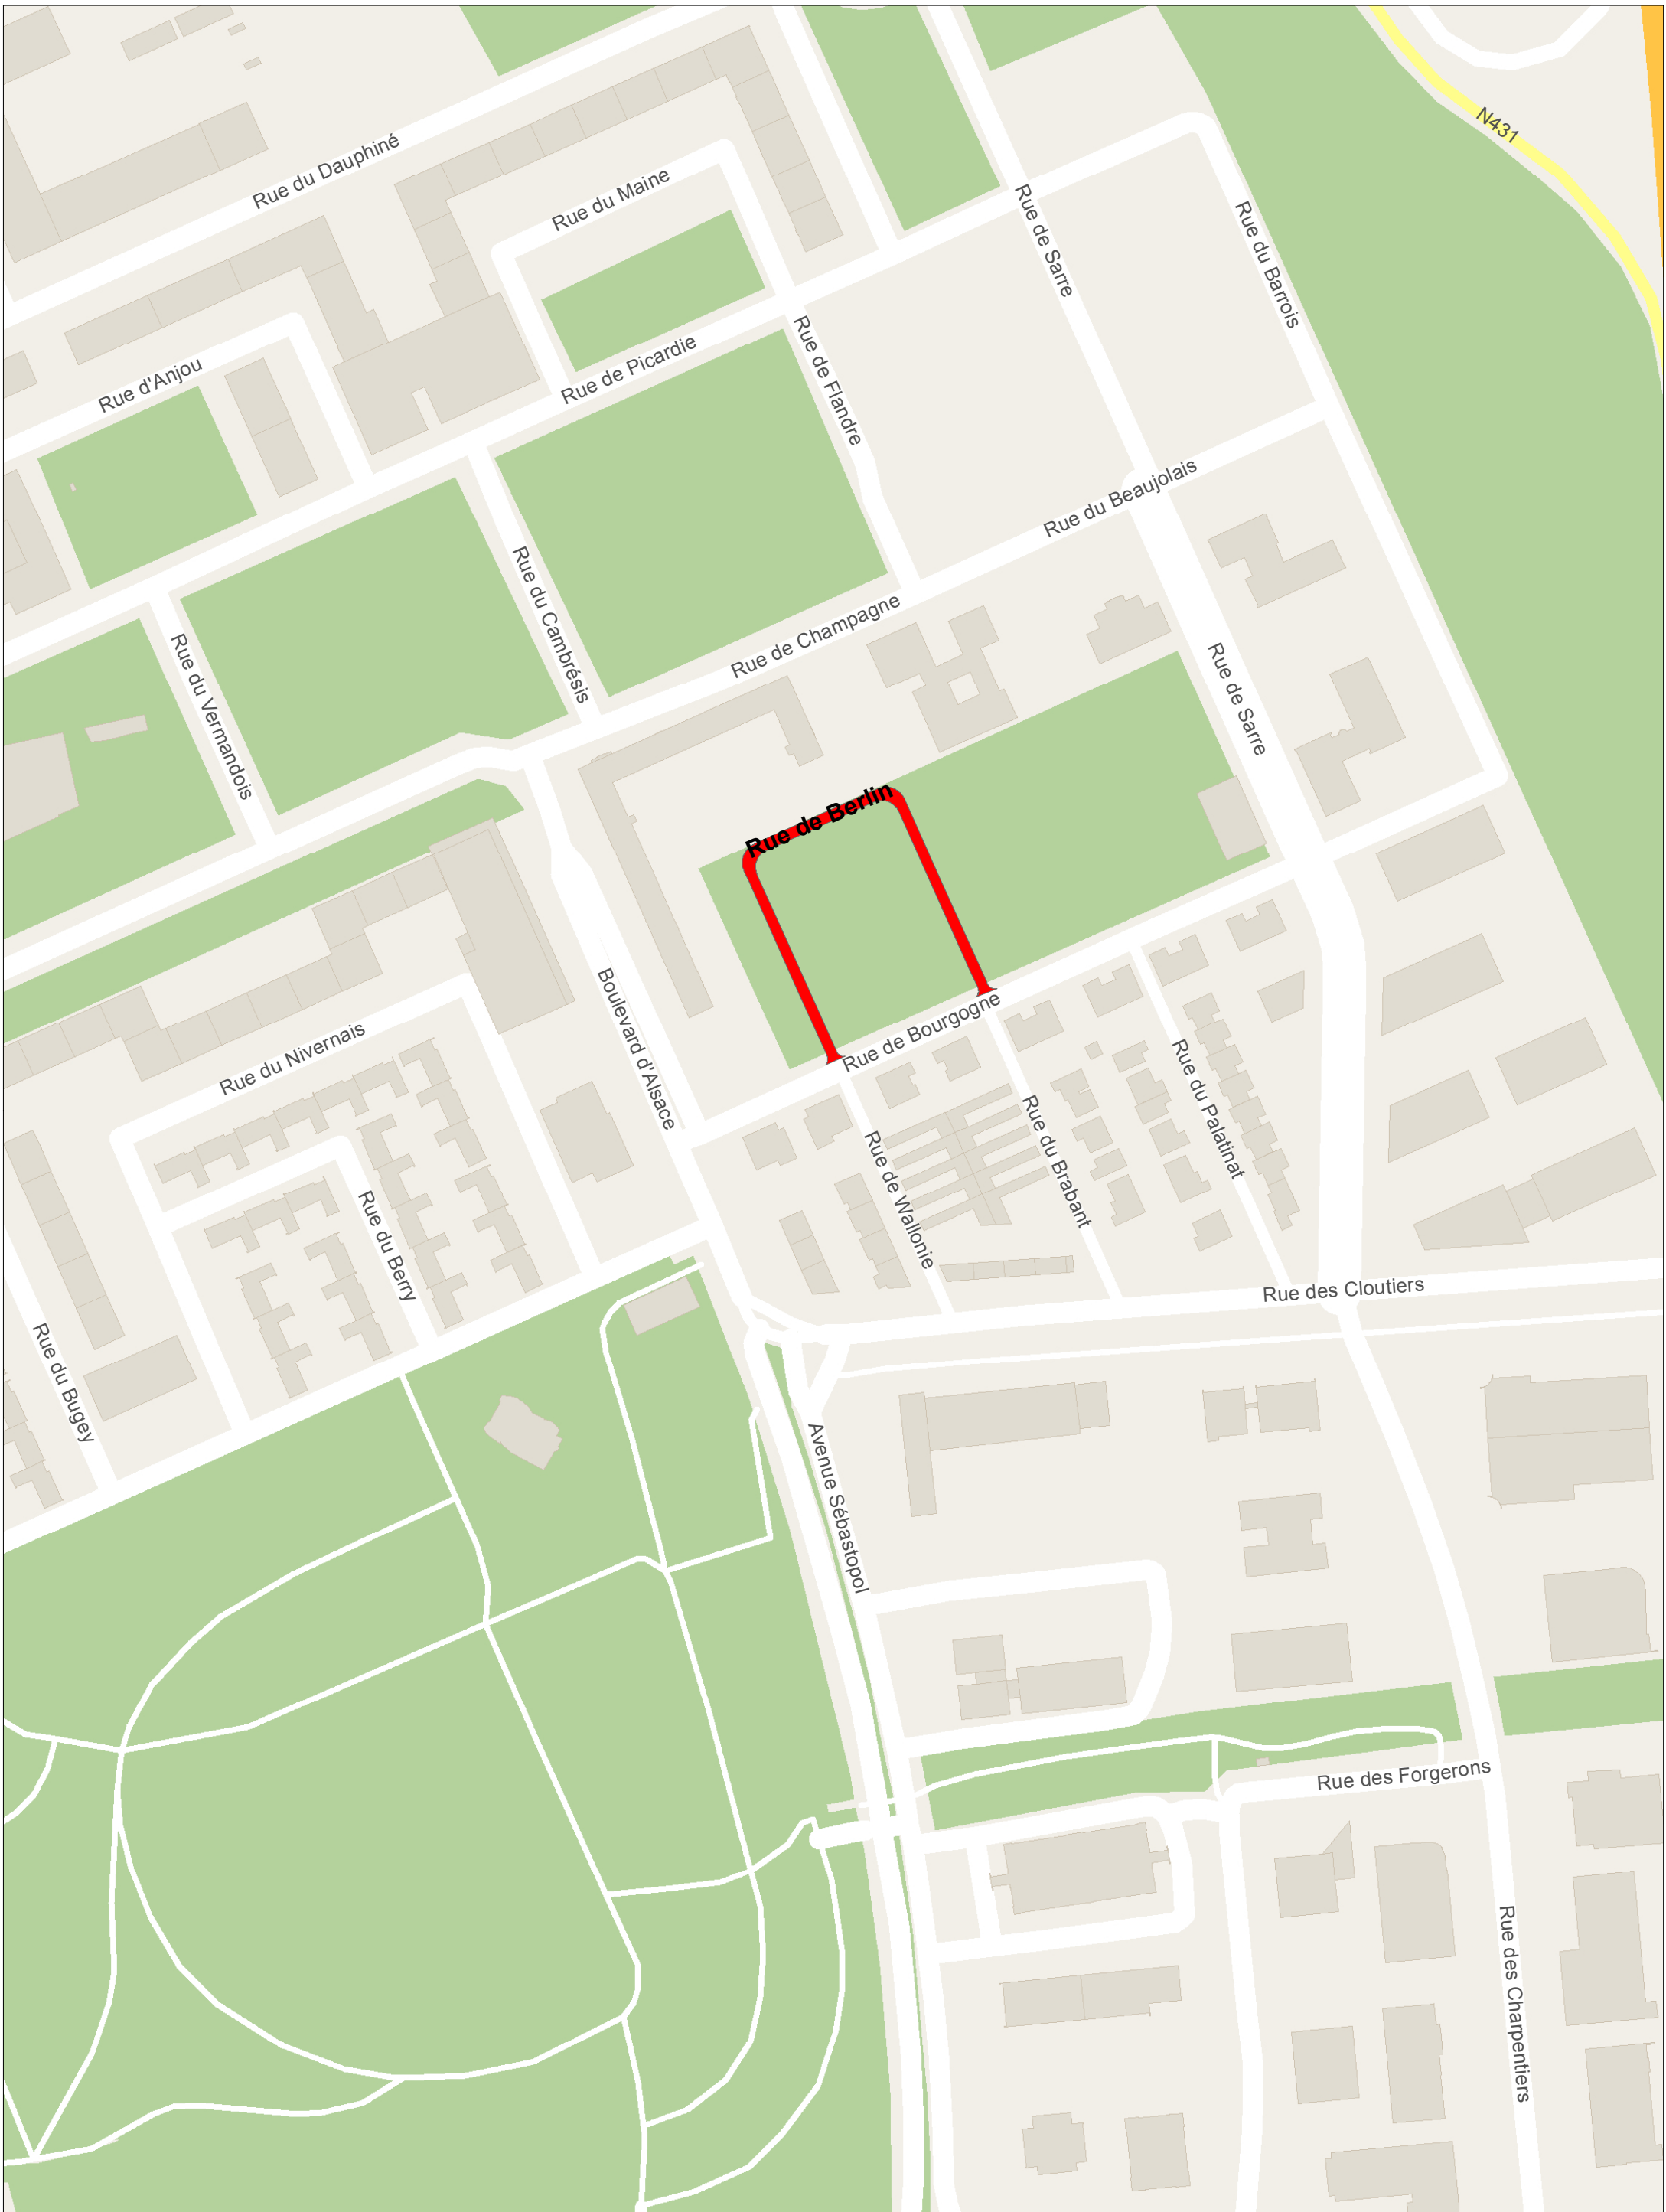 N431
Rue du Dauphiné
Rue du Maine
Rue de Sarre
Rue du Barrois
Rue d'Anjou
Rue de Picardie
Rue de Flandre
Rue du Beaujolais
Rue du Cambrésis
Rue de Champagne
Rue du Vermandois
Rue de Sarre
Rue de Berlin
Boulevard d'Alsace
Rue de Bourgogne
Rue du Nivernais
Rue du Palatinat
Rue du Brabant
Rue de Wallonie
Rue du Berry
Rue des Cloutiers
Rue du Bugey
Avenue Sébastopol
Rue des Forgerons
Rue des Charpentiers